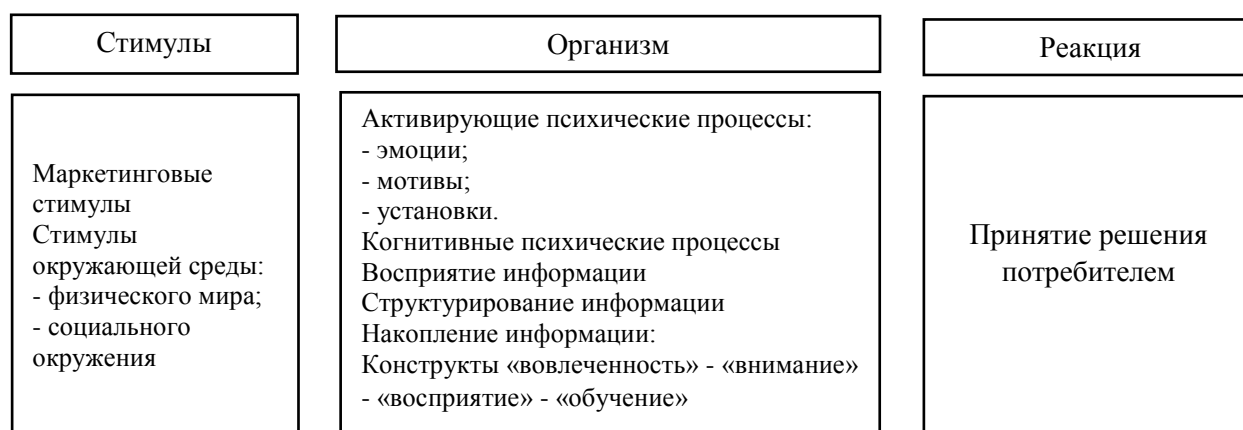 Стимулы
Организм
Реакция
Маркетинговые
стимулы
Стимулы
окружающей среды:
- физического мира;
- социального
окружения
Активирующие психические процессы:
- эмоции;
- мотивы;
- установки.
Когнитивные психические процессы
Восприятие информации
Структурирование информации
Накопление информации:
Конструкты «вовлеченность» - «внимание»
- «восприятие» - «обучение»
Принятие решения
потребителем